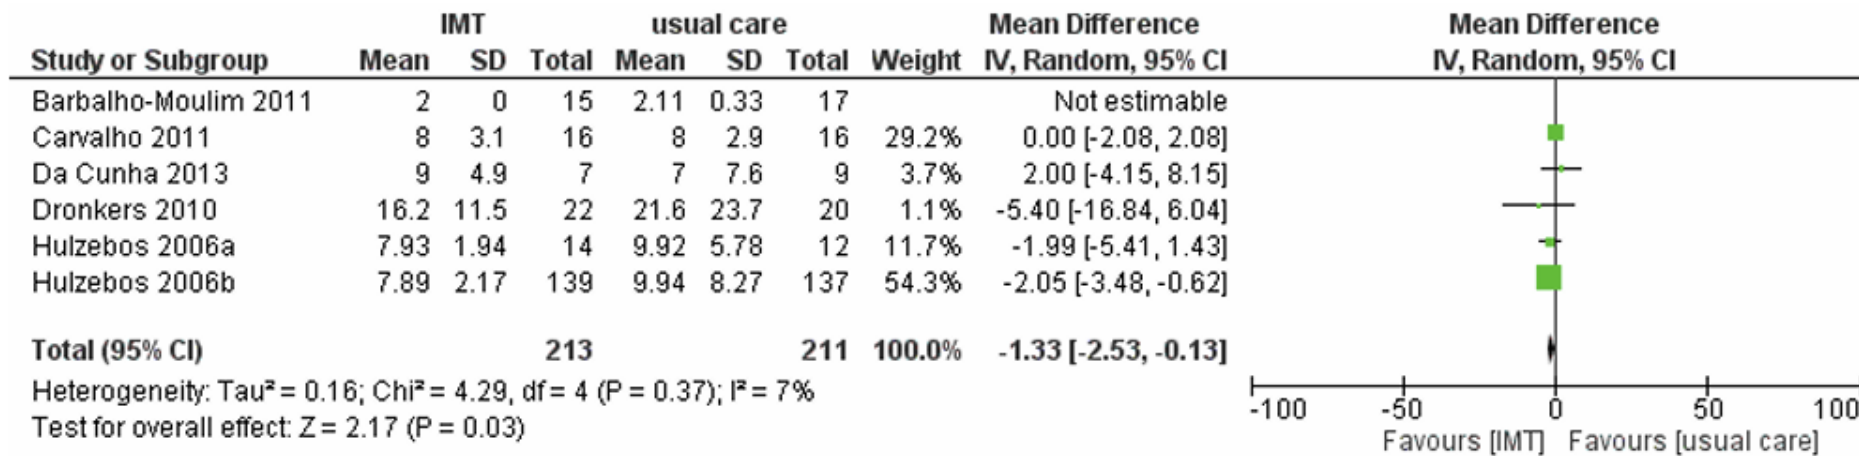 IMT usual care Mean Difference Mean Difference
Study or Subgroup Mean SD Total Mean SD Total Weight IV, Random, 95% CI IV, Random, 95% CI
Barbalho-Moulim 2011 2 0 15 2.11 0.33 17 Not estimable
Carvalho 2011 8 3.1 16 8 2.9 16 29.2% 0.00 [-2.08, 2.08]
Da Cunha 2013 9 4.9 7 7 7.6 9 3.7% 2.00 [-4.15, 8.15]
Dronkers 2010 16.2 11.5 22 21.6 23.7 20 1.1% -5.40 [-16.84, 6.04]
Hulzebos 2006a 7.93 1.94 14 9.92 5.78 12 11.7% -1.99 [-5.41, 1.43]
Hulzebos 2006b 7.89 2.17 139 9.94 8.27 137 54.3% -2.05 [-3.48, -0.62]
Total (95% CI) 213 211 100.0% -1.33 [-2.53, -0.13]
Heterogeneity: Tau² = 0.16; Chi² = 4.29, df = 4 (P = 0.37); I² = 7%
Test for overall effect: Z = 2.17 (P = 0.03)
-100 -50 0 50 100
Favours [IMT] Favours [usual care]